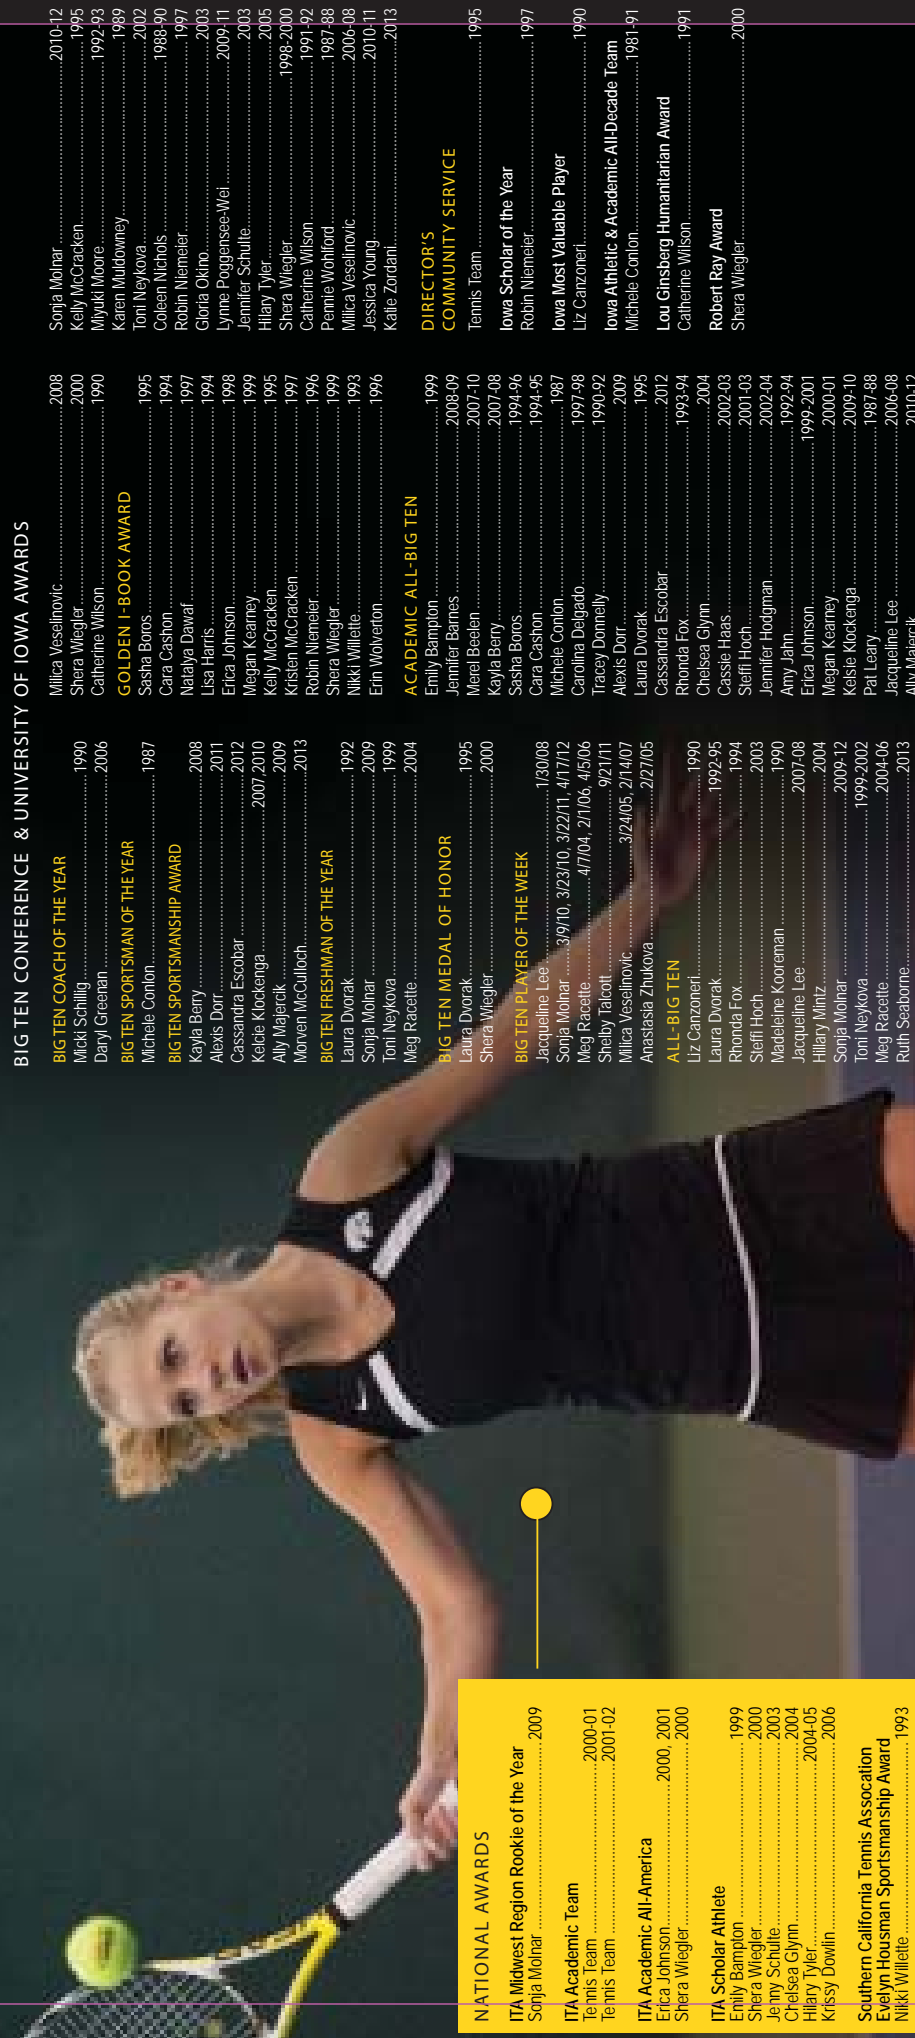 BIG TEN CONFERENCE & UNIVERSITY OF IOWA AWARDS
BIG TEN COACH OF THE YEAR
Micki Schillig 1990
Daryl Greenan 2006
BIG TEN SPORTSMAN OF THE YEAR
Michele Conlon 1987
BIG TEN SPORTSMANSHIP AWARD
Kayla Berry 2008
Alexis Dorr 2011
Cassandra Escobar 2012
Kelcie Klockenga 2007,2010
Ally Majercik 2009
Morven McCulloch 2013
BIG TEN FRESHMAN OF THE YEAR
Laura Dvorak 1992
Sonja Molnar 2009
Toni Neykova 1999
Meg Racette 2004
BIG TEN MEDAL OF HONOR
Laura Dvorak 1995
Shera Wiegler 2000
BIG TEN PLAYER OF THE WEEK
Jacqueline Lee 1/30/08
Sonja Molnar 3/9/10, 3/23/10, 3/22/11, 4/17/12
Meg Racette 4/7/04, 2/1/06, 4/5/06
Shelby Talcott 9/21/11
Milica Veselinovic 3/24/05, 2/14/07
Anastasia Zhukova 2/27/05
ALL-BIG TEN
Liz Canzoneri 1990
Laura Dvorak 1992-95
Rhonda Fox 1994
Steffi Hoch 2003
Madeleine Kooreman 1990
Jacqueline Lee 2007-08
Hillary Mintz 2004
Sonja Molnar 2009-12
Toni Neykova 1999-2002
Meg Racette 2004-06
Ruth Seaborne 2013
Milica Veselinovic 2008
Shera Wiegler 2000
Catherine Wilson 1990
GOLDEN I-BOOK AWARD
Sasha Boros 1995
Cara Cashon 1994
Natalya Dawaf 1997
Lisa Harris 1994
Erica Johnson 1998
Megan Kearney 1999
Kelly McCracken 1995
Kristen McCracken 1997
Robin Niemeier 1996
Shera Wiegler 1999
Nikki Willette 1993
Erin Wolverton 1996
ACADEMIC ALL-BIG TEN
Emily Bampton 1999
Jennifer Barnes 2008-09
Merel Beelen 2007-10
Kayla Berry 2007-08
Sasha Boros 1994-96
Cara Cashon 1994-95
Michele Conlon 1987
Carolina Delgado 1997-98
Tracey Donnelly 1990-92
Alexis Dorr 2009
Laura Dvorak 1995
Cassandra Escobar 2012
Rhonda Fox 1993-94
Chelsea Glynn 2004
Cassie Haas 2002-03
Steffi Hoch 2001-03
Jennifer Hodgman 2002-04
Amy Jahn 1992-94
Erica Johnson 1999-2001
Megan Kearney 2000-01
Kelsie Klockenga 2009-10
Pat Leary 1987-88
Jacqueline Lee 2006-08
Ally Majercik 2010-12
Sonja Molnar 2010-12
Kelly McCracken 1995
Miyuki Moore 1992-93
Karen Muldowney 1989
Toni Neykova 2002
Coleen Nichols 1988-90
Robin Niemeier 1997
Gloria Okino 2003
Lynne Poggensee-Wei 2009-11
Jennifer Schulte 2003
Hilary Tyler 2005
Shera Wiegler 1998-2000
Catherine Wilson 1991-92
Pennie Wohlford 1987-88
Milica Veselinovic 2006-08
Jessica Young 2010-11
Katie Zordani 2013
DIRECTOR'S
COMMUNITY SERVICE
Tennis Team 1995
Iowa Scholar of the Year
Robin Niemeier 1997
Iowa Most Valuable Player
Liz Canzoneri 1990
Iowa Athletic & Academic All-Decade Team
Michele Conlon 1981-91
Lou Ginsberg Humanitarian Award
Catherine Wilson 1991
Robert Ray Award
Shera Wiegler 2000
NATIONAL AWARDS
ITA Midwest Region Rookie of the Year
Sonja Molnar 2009
ITA Academic Team
Tennis Team 2000-01
Tennis Team 2001-02
ITA Academic All-America
Erica Johnson 2000, 2001
Shera Wiegler 2000
ITA Scholar Athlete
Emily Bampton 1999
Shera Wiegler 2000
Jenny Schulte 2003
Chelsea Glynn 2004
Hilary Tyler 2004-05
Krissy Dowlin 2006
Southern California Tennis Assocation
Evelyn Housman Sportsmanship Award
Nikki Willette 1993